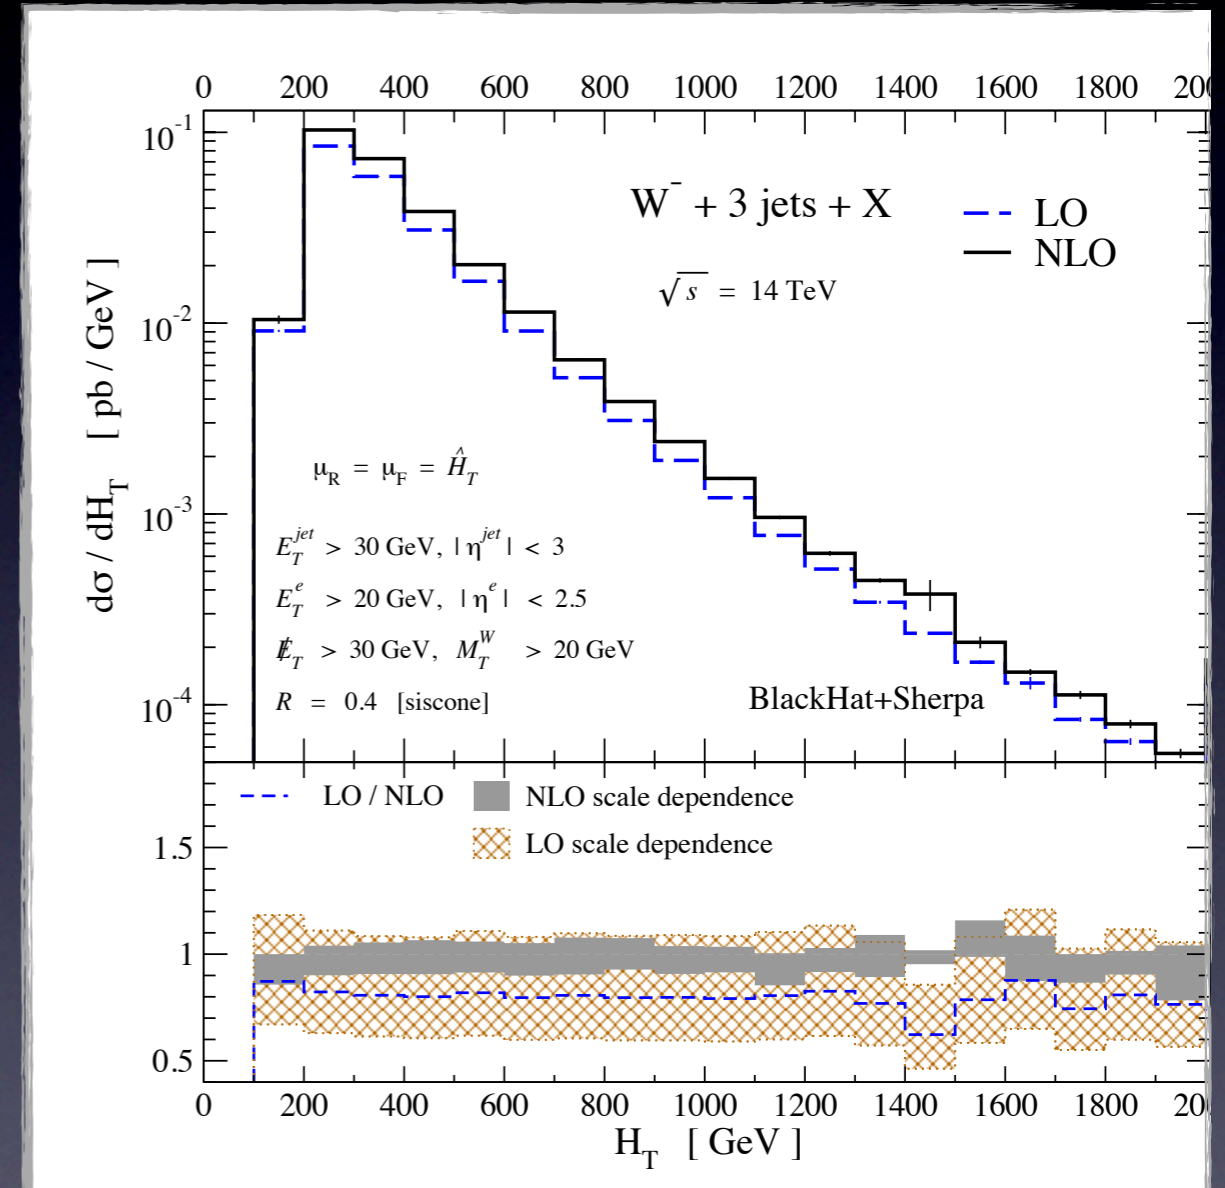 0 200 400 600 800 1000 1200 1400 1600 1800 200
10⁻¹
W⁻ + 3 jets + X
LO
NLO
√s = 14 TeV
10⁻²
dσ / dH_T [ pb / GeV ]
μ_R = μ_F = Ĥ_T
10⁻³
E_T^jet > 30 GeV, | η^jet | < 3
E_T^e > 20 GeV, | η^e | < 2.5
E̸_T > 30 GeV, M_T^W > 20 GeV
R = 0.4 [siscone]
BlackHat+Sherpa
10⁻⁴
LO / NLO
NLO scale dependence
LO scale dependence
1.5
1
0.5
0 200 400 600 800 1000 1200 1400 1600 1800 20
H_T [ GeV ]